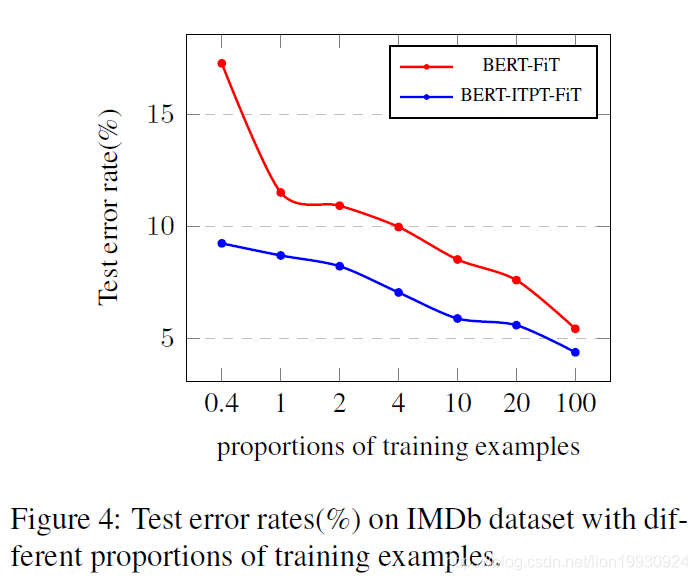 BERT-FiT
BERT-ITPT-FiT
Test error rate(%)
15
10
5
0.4 1 2 4 10 20 100
proportions of training examples
Figure 4: Test error rates(%) on IMDb dataset with dif-
ferent proportions of training examples.
blog.csdn.net/lion19930924